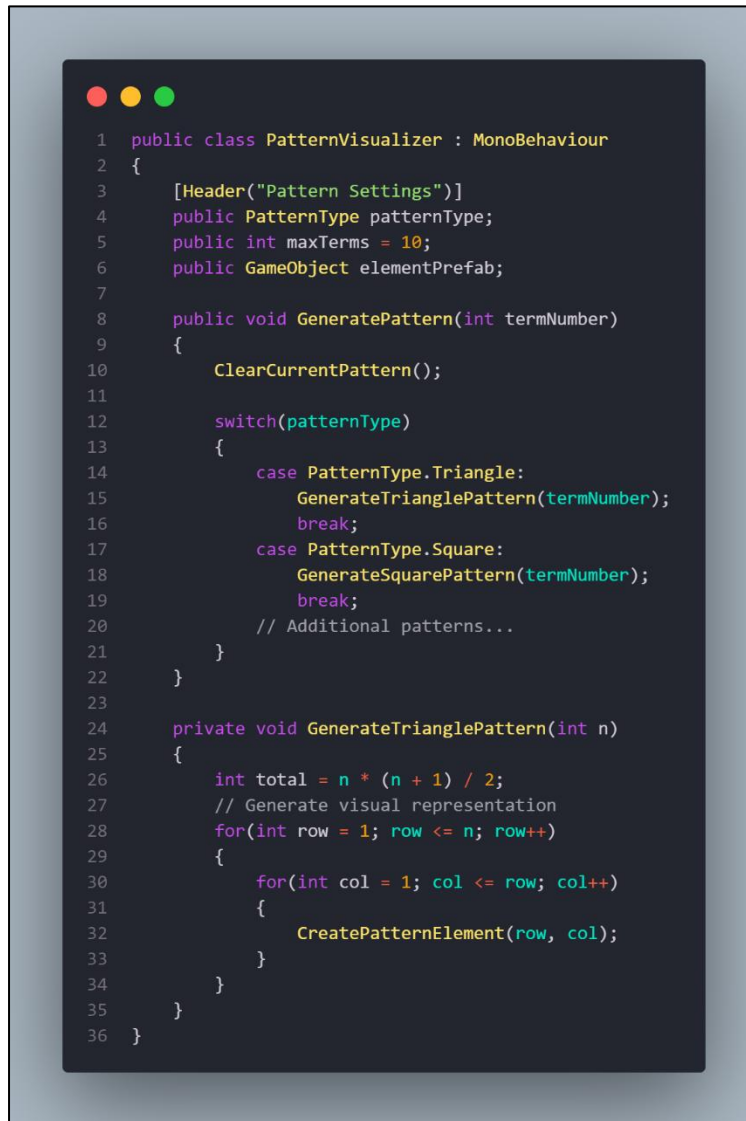 1 public class PatternVisualizer : MonoBehaviour
2 {
3     [Header("Pattern Settings")]
4     public PatternType patternType;
5     public int maxTerms = 10;
6     public GameObject elementPrefab;
7
8     public void GeneratePattern(int termNumber)
9     {
10         ClearCurrentPattern();
11
12         switch(patternType)
13         {
14             case PatternType.Triangle:
15                 GenerateTrianglePattern(termNumber);
16                 break;
17             case PatternType.Square:
18                 GenerateSquarePattern(termNumber);
19                 break;
20             // Additional patterns...
21         }
22     }
23
24     private void GenerateTrianglePattern(int n)
25     {
26         int total = n * (n + 1) / 2;
27         // Generate visual representation
28         for(int row = 1; row <= n; row++)
29         {
30             for(int col = 1; col <= row; col++)
31             {
32                 CreatePatternElement(row, col);
33             }
34         }
35     }
36 }